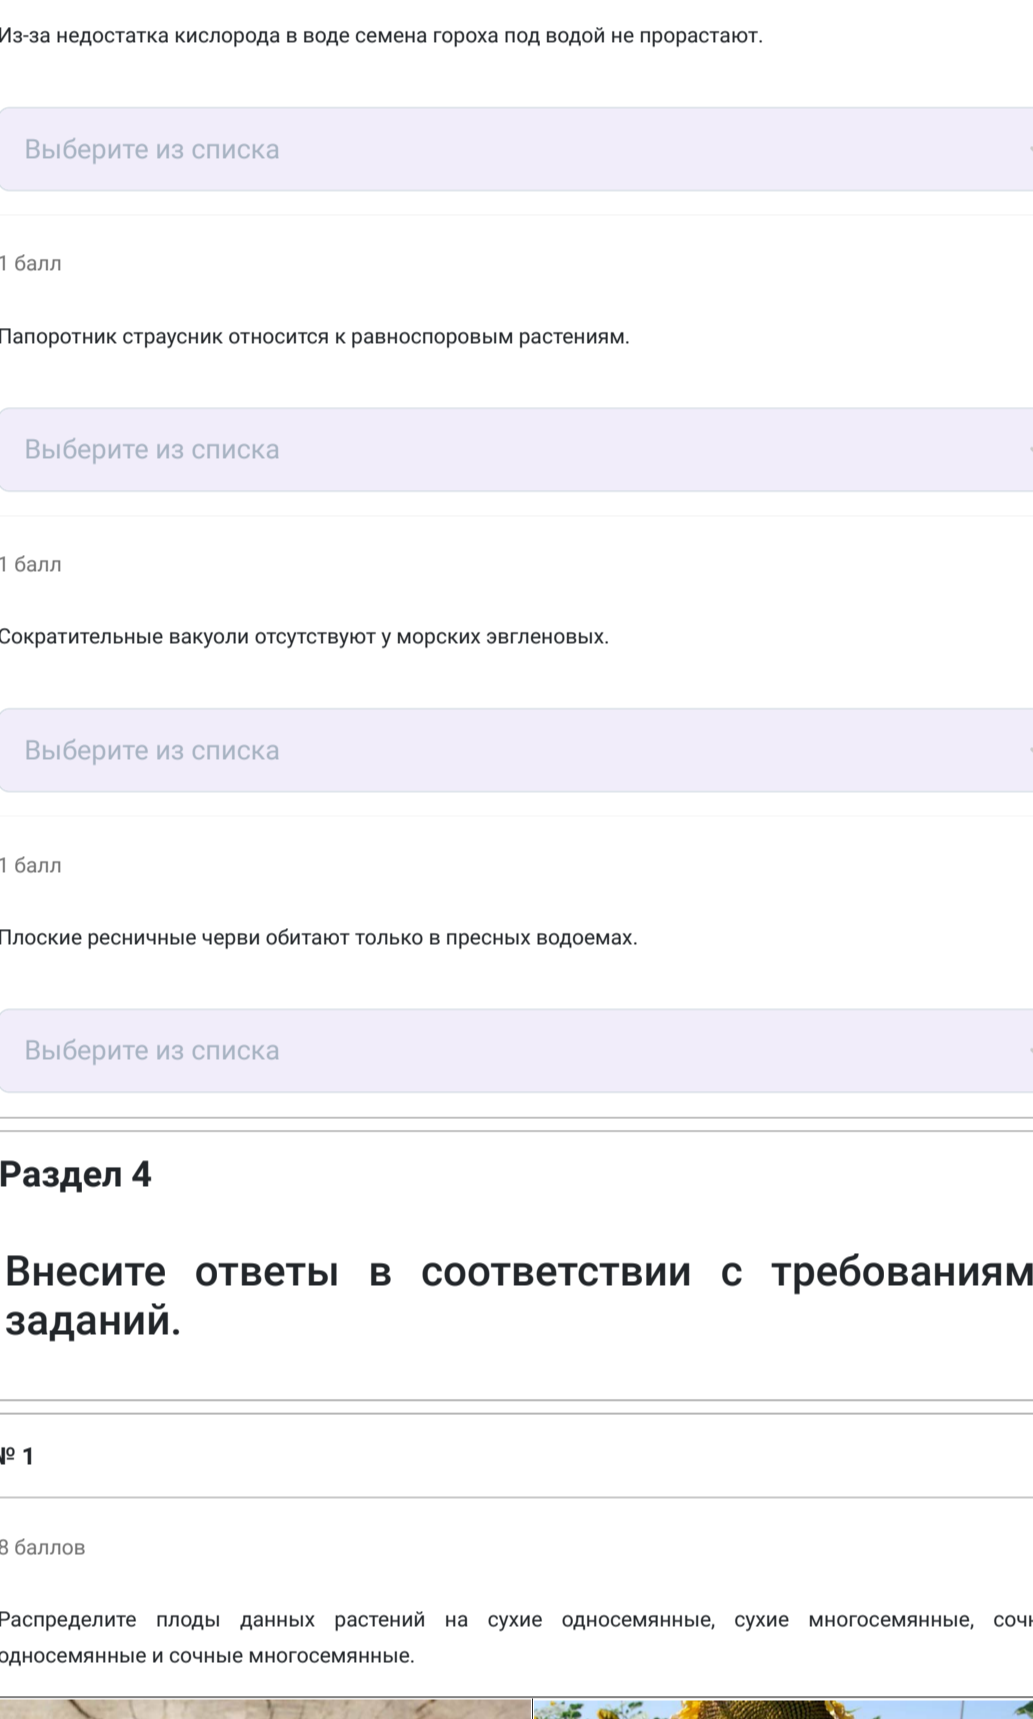 Из-за недостатка кислорода в воде семена гороха под водой не прорастают.
Выберите из списка
1 балл
Папоротник страусник относится к равноспоровым растениям.
Выберите из списка
1 балл
Сократительные вакуоли отсутствуют у морских эвгленовых.
Выберите из списка
1 балл
Плоские ресничные черви обитают только в пресных водоемах.
Выберите из списка
Раздел 4
Внесите ответы в соответствии с требованиям
заданий.
№ 1
8 баллов
Распределите плоды данных растений на сухие односемянные, сухие многосемянные, сочн
односемянные и сочные многосемянные.